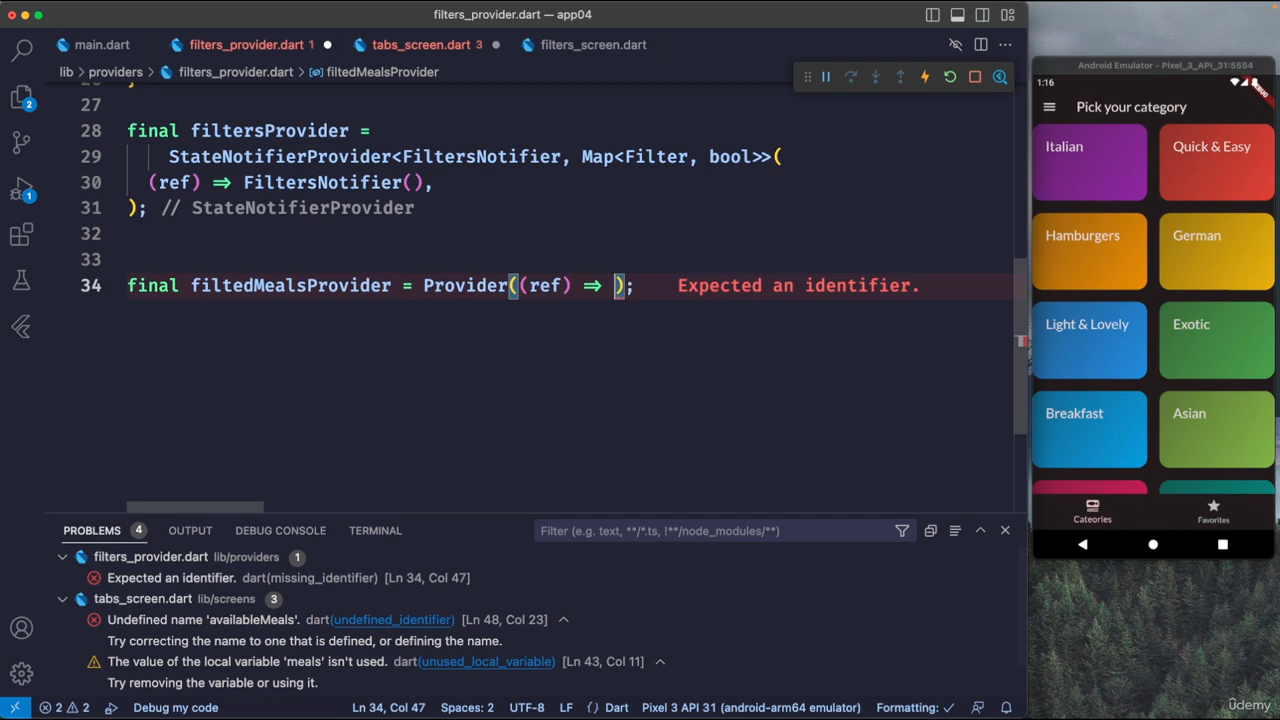 filters_provider.dart — app04
main.dart
filters_provider.dart 1
tabs_screen.dart 3
filters_screen.dart
lib > providers > filters_provider.dart > filtedMealsProvider
27
28 final filtersProvider =
29 StateNotifierProvider<FiltersNotifier, Map<Filter, bool>>(
30 (ref) => FiltersNotifier(),
31 ); // StateNotifierProvider
32
33
34 final filtedMealsProvider = Provider((ref) => ); Expected an identifier.
PROBLEMS 4 OUTPUT DEBUG CONSOLE TERMINAL
Filter (e.g. text, **/*.ts, !**/node_modules/**)
filters_provider.dart lib/providers 1
Expected an identifier. dart(missing_identifier) [Ln 34, Col 47]
tabs_screen.dart lib/screens 3
Undefined name 'availableMeals'. dart(undefined_identifier) [Ln 48, Col 23]
Try correcting the name to one that is defined, or defining the name.
The value of the local variable 'meals' isn't used. dart(unused_local_variable) [Ln 43, Col 11]
Try removing the variable or using it.
2
1
2 2 Debug my code Ln 34, Col 47 Spaces: 2 UTF-8 LF {} Dart Pixel 3 API 31 (android-arm64 emulator) Formatting: ✓
Android Emulator - Pixel_3_API_31:5554
1:16
DEBUG
Pick your category
Italian
Quick & Easy
Hamburgers
German
Light & Lovely
Exotic
Breakfast
Asian
Cateories
Favorites
udemy